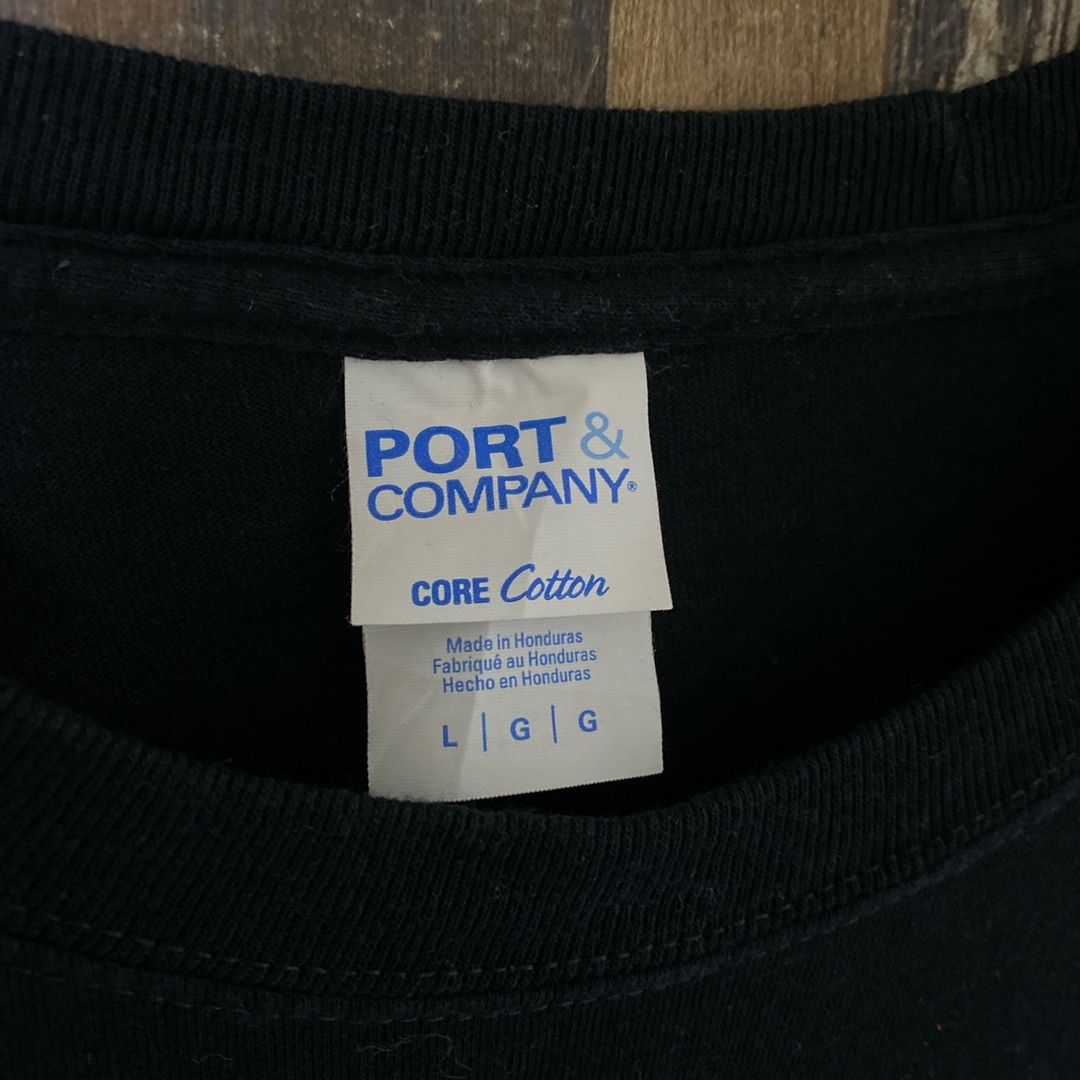 PORT &
COMPANY®
CORE Cotton
Made in Honduras
Fabriqué au Honduras
Hecho en Honduras
L | G | G